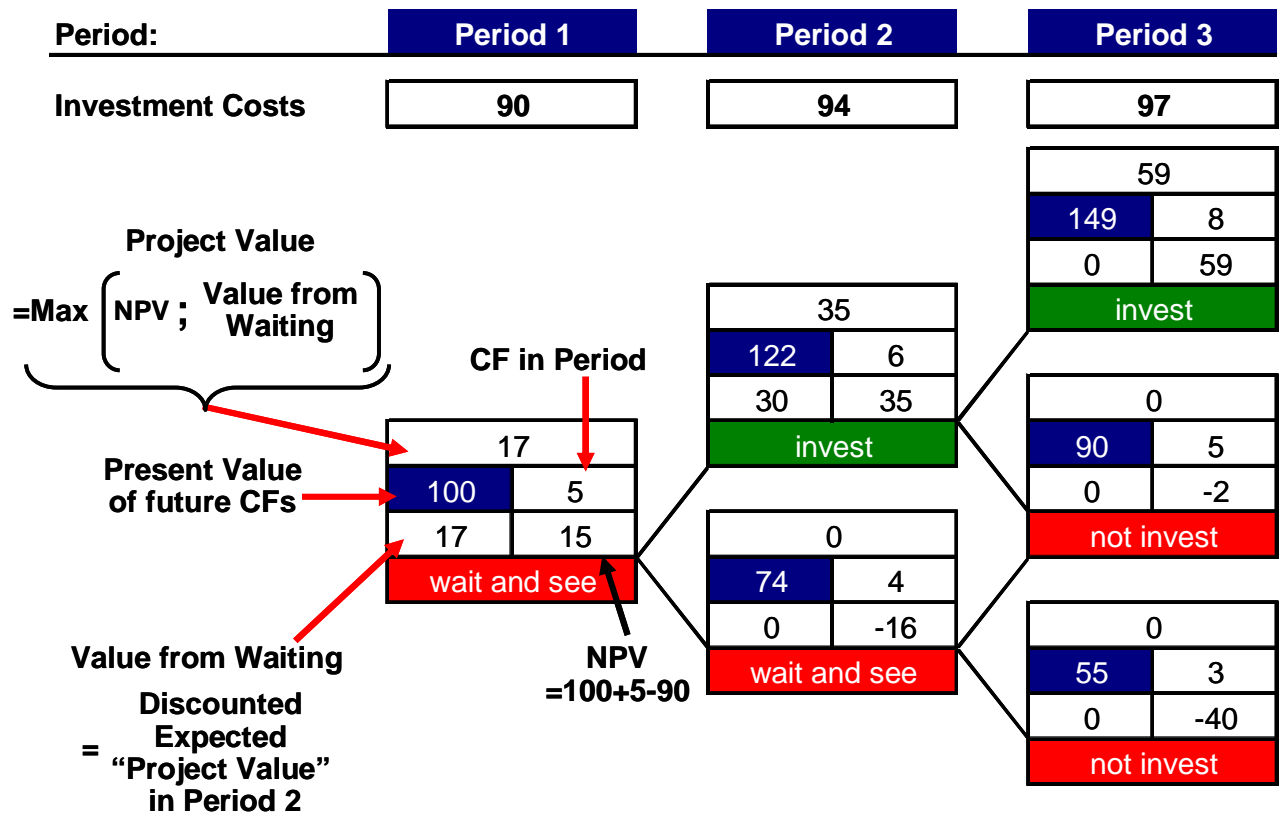 Period: Period 1 Period 2 Period 3
Investment Costs 90 94 97
Project Value
=Max NPV ; Value from
Waiting
CF in Period
Present Value
of future CFs
17
100 5
17 15
wait and see
Value from Waiting
= Discounted
Expected
“Project Value”
in Period 2
NPV
=100+5-90
35
122 6
30 35
invest
0
74 4
0 -16
wait and see
59
149 8
0 59
invest
0
90 5
0 -2
not invest
0
55 3
0 -40
not invest